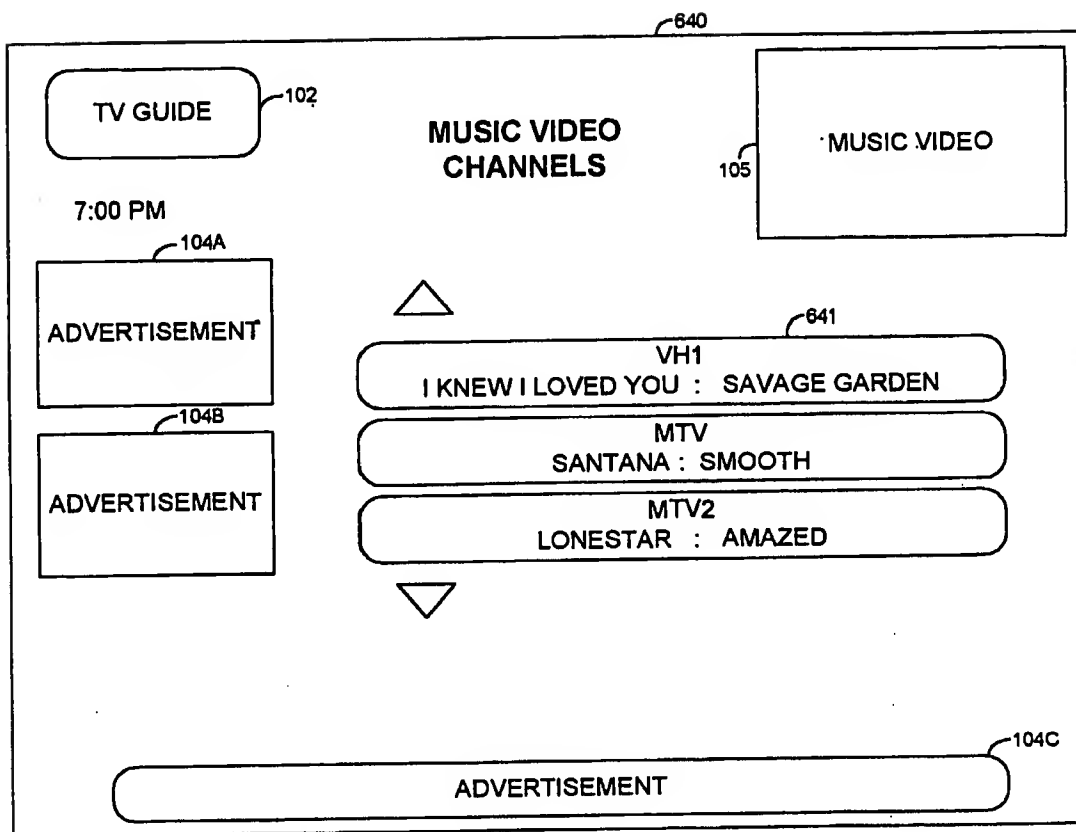 640
TV GUIDE
102
MUSIC VIDEO
CHANNELS
105
MUSIC VIDEO
7:00 PM
104A
ADVERTISEMENT
641
VH1
I KNEW I LOVED YOU : SAVAGE GARDEN
104B
ADVERTISEMENT
MTV
SANTANA : SMOOTH
MTV2
LONESTAR : AMAZED
104C
ADVERTISEMENT